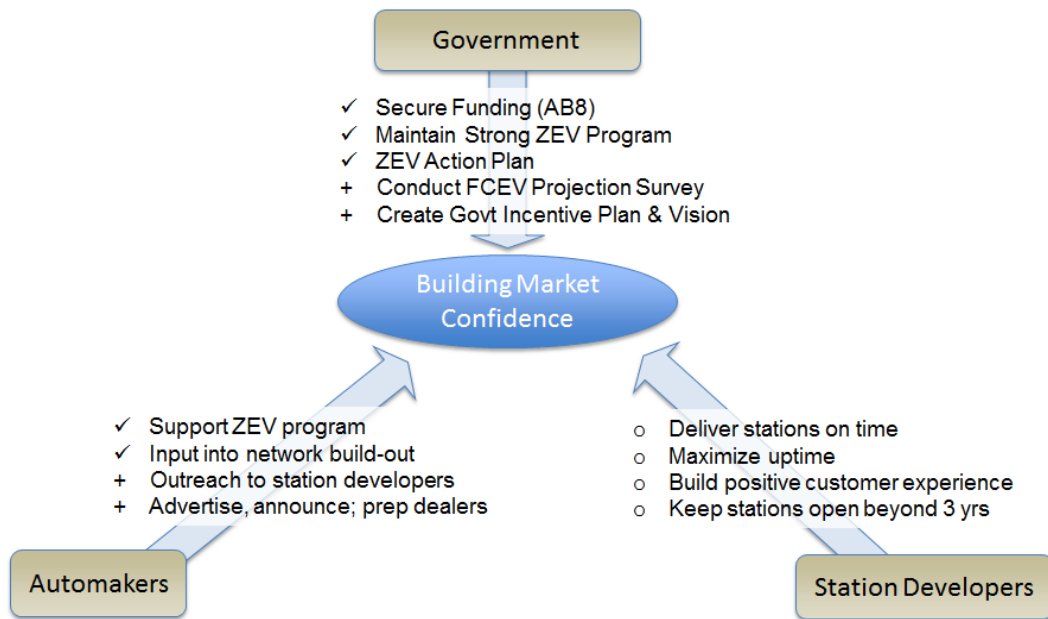 Government
✓ Secure Funding (AB8)
✓ Maintain Strong ZEV Program
✓ ZEV Action Plan
+ Conduct FCEV Projection Survey
+ Create Govt Incentive Plan & Vision
Building Market
Confidence
✓ Support ZEV program
✓ Input into network build-out
+ Outreach to station developers
+ Advertise, announce; prep dealers
Automakers
o Deliver stations on time
o Maximize uptime
o Build positive customer experience
o Keep stations open beyond 3 yrs
Station Developers